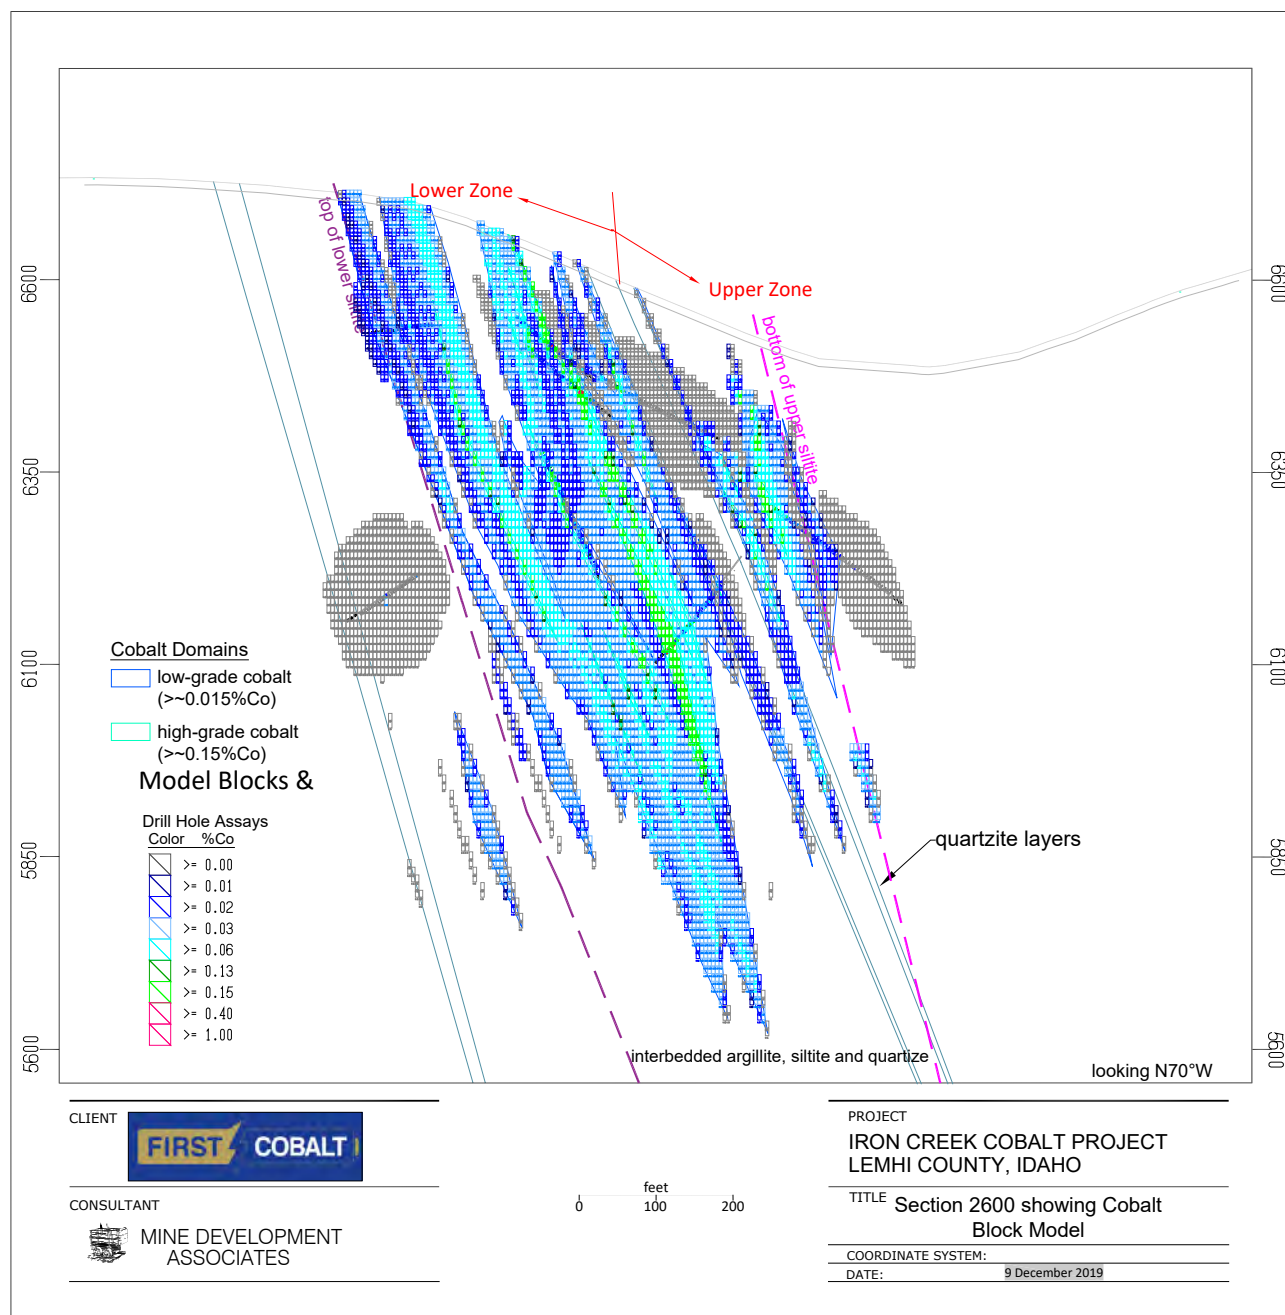 Lower Zone
Upper Zone
top of lower siltite
bottom of upper siltite
6600
6600
6350
6350
6100
6100
5850
5850
5600
5600
Cobalt Domains
low-grade cobalt
(>~0.015%Co)
high-grade cobalt
(>~0.15%Co)
Model Blocks &
Drill Hole Assays
Color %Co
>= 0.00
>= 0.01
>= 0.02
>= 0.03
>= 0.06
>= 0.13
>= 0.15
>= 0.40
>= 1.00
quartzite layers
interbedded argillite, siltite and quartize
looking N70°W
CLIENT
FIRST COBALT
CONSULTANT
MINE DEVELOPMENT
ASSOCIATES
feet
0 100 200
PROJECT
IRON CREEK COBALT PROJECT
LEMHI COUNTY, IDAHO
TITLE Section 2600 showing Cobalt
Block Model
COORDINATE SYSTEM:
DATE: 9 December 2019